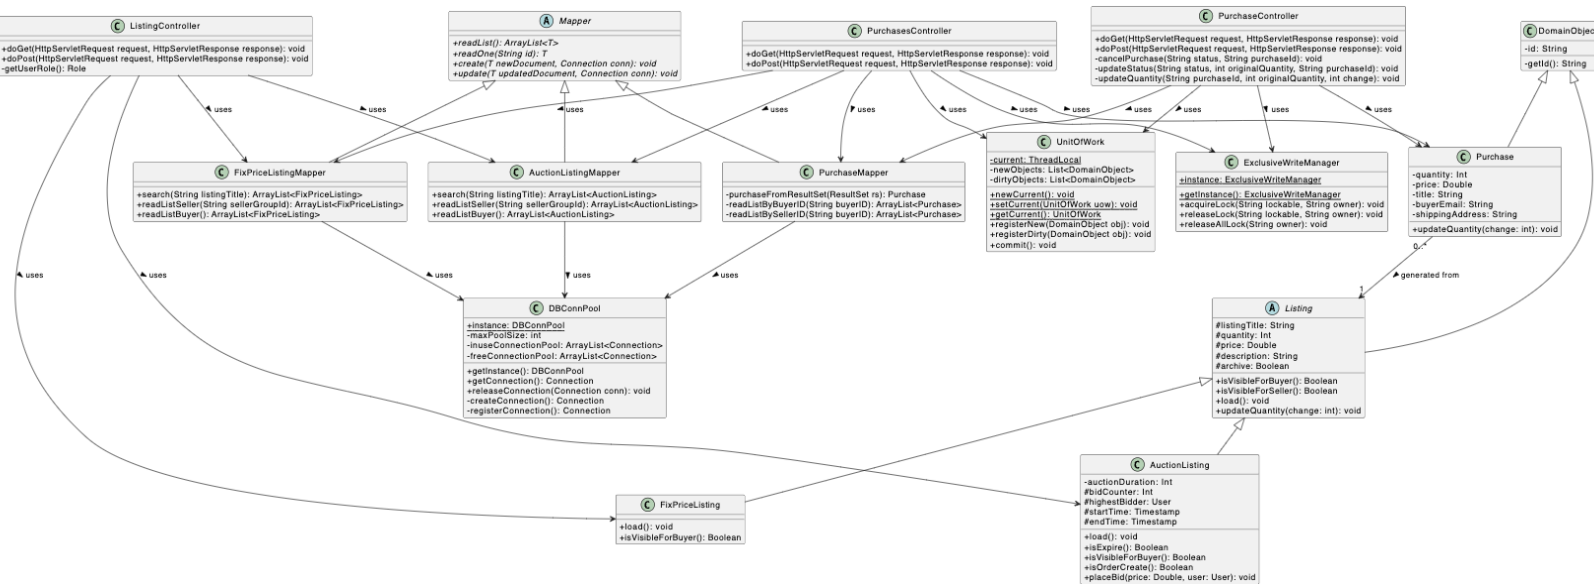 C ListingController
+doGet(HttpServletRequest request, HttpServletResponse response): void
+doPost(HttpServletRequest request, HttpServletResponse response): void
-getUserRole(): Role
A Mapper
+readList(): ArrayList<T>
+readOne(String id): T
+create(T newDocument, Connection conn): void
+update(T updatedDocument, Connection conn): void
C PurchasesController
+doGet(HttpServletRequest request, HttpServletResponse response): void
+doPost(HttpServletRequest request, HttpServletResponse response): void
C PurchaseController
+doGet(HttpServletRequest request, HttpServletResponse response): void
+doPost(HttpServletRequest request, HttpServletResponse response): void
-cancelPurchase(String status, String purchaseId): void
-updateStatus(String status, int originalQuantity, String purchaseId): void
-updateQuantity(String purchaseId, int originalQuantity, int change): void
C DomainObjec
-id: String
-getId(): String
uses
uses
uses
uses
uses
uses
uses
uses
uses
uses
uses
C FixPriceListingMapper
+search(String listingTitle): ArrayList<FixPriceListing>
+readListSeller(String sellerGroupId): ArrayList<FixPriceListing>
+readListBuyer(): ArrayList<FixPriceListing>
C AuctionListingMapper
+search(String listingTitle): ArrayList<AuctionListing>
+readListSeller(String sellerGroupId): ArrayList<AuctionListing>
+readListBuyer(): ArrayList<AuctionListing>
C PurchaseMapper
-purchaseFromResultSet(ResultSet rs): Purchase
-readListByBuyerID(String buyerID): ArrayList<Purchase>
-readListBySellerID(String buyerID): ArrayList<Purchase>
C UnitOfWork
-current: ThreadLocal
-newObjects: List<DomainObject>
-dirtyObjects: List<DomainObject>
+newCurrent(): void
+setCurrent(UnitOfWork uow): void
+getCurrent(): UnitOfWork
+registerNew(DomainObject obj): void
+registerDirty(DomainObject obj): void
+commit(): void
C ExclusiveWriteManager
+instance: ExclusiveWriteManager
+getInstance(): ExclusiveWriteManager
+acquireLock(String lockable, String owner): void
+releaseLock(String lockable, String owner): void
+releaseAllLock(String owner): void
C Purchase
-quantity: Int
-price: Double
-title: String
-buyerEmail: String
-shippingAddress: String
+updateQuantity(change: int): void
0..*
uses
uses
uses
uses
uses
generated from
1
C DBConnPool
+instance: DBConnPool
-maxPoolSize: int
-inuseConnectionPool: ArrayList<Connection>
-freeConnectionPool: ArrayList<Connection>
+getInstance(): DBConnPool
+getConnection(): Connection
+releaseConnection(Connection conn): void
-createConnection(): Connection
-registerConnection(): Connection
A Listing
#listingTitle: String
#quantity: Int
#price: Double
#description: String
#archive: Boolean
+isVisibleForBuyer(): Boolean
+isVisibleForSeller(): Boolean
+load(): void
+updateQuantity(change: int): void
C FixPriceListing
+load(): void
+isVisibleForBuyer(): Boolean
C AuctionListing
-auctionDuration: Int
#bidCounter: Int
#highestBidder: User
#startTime: Timestamp
#endTime: Timestamp
+load(): void
+isExpire(): Boolean
+isVisibleForBuyer(): Boolean
+isOrderCreate(): Boolean
+placeBid(price: Double, user: User): void